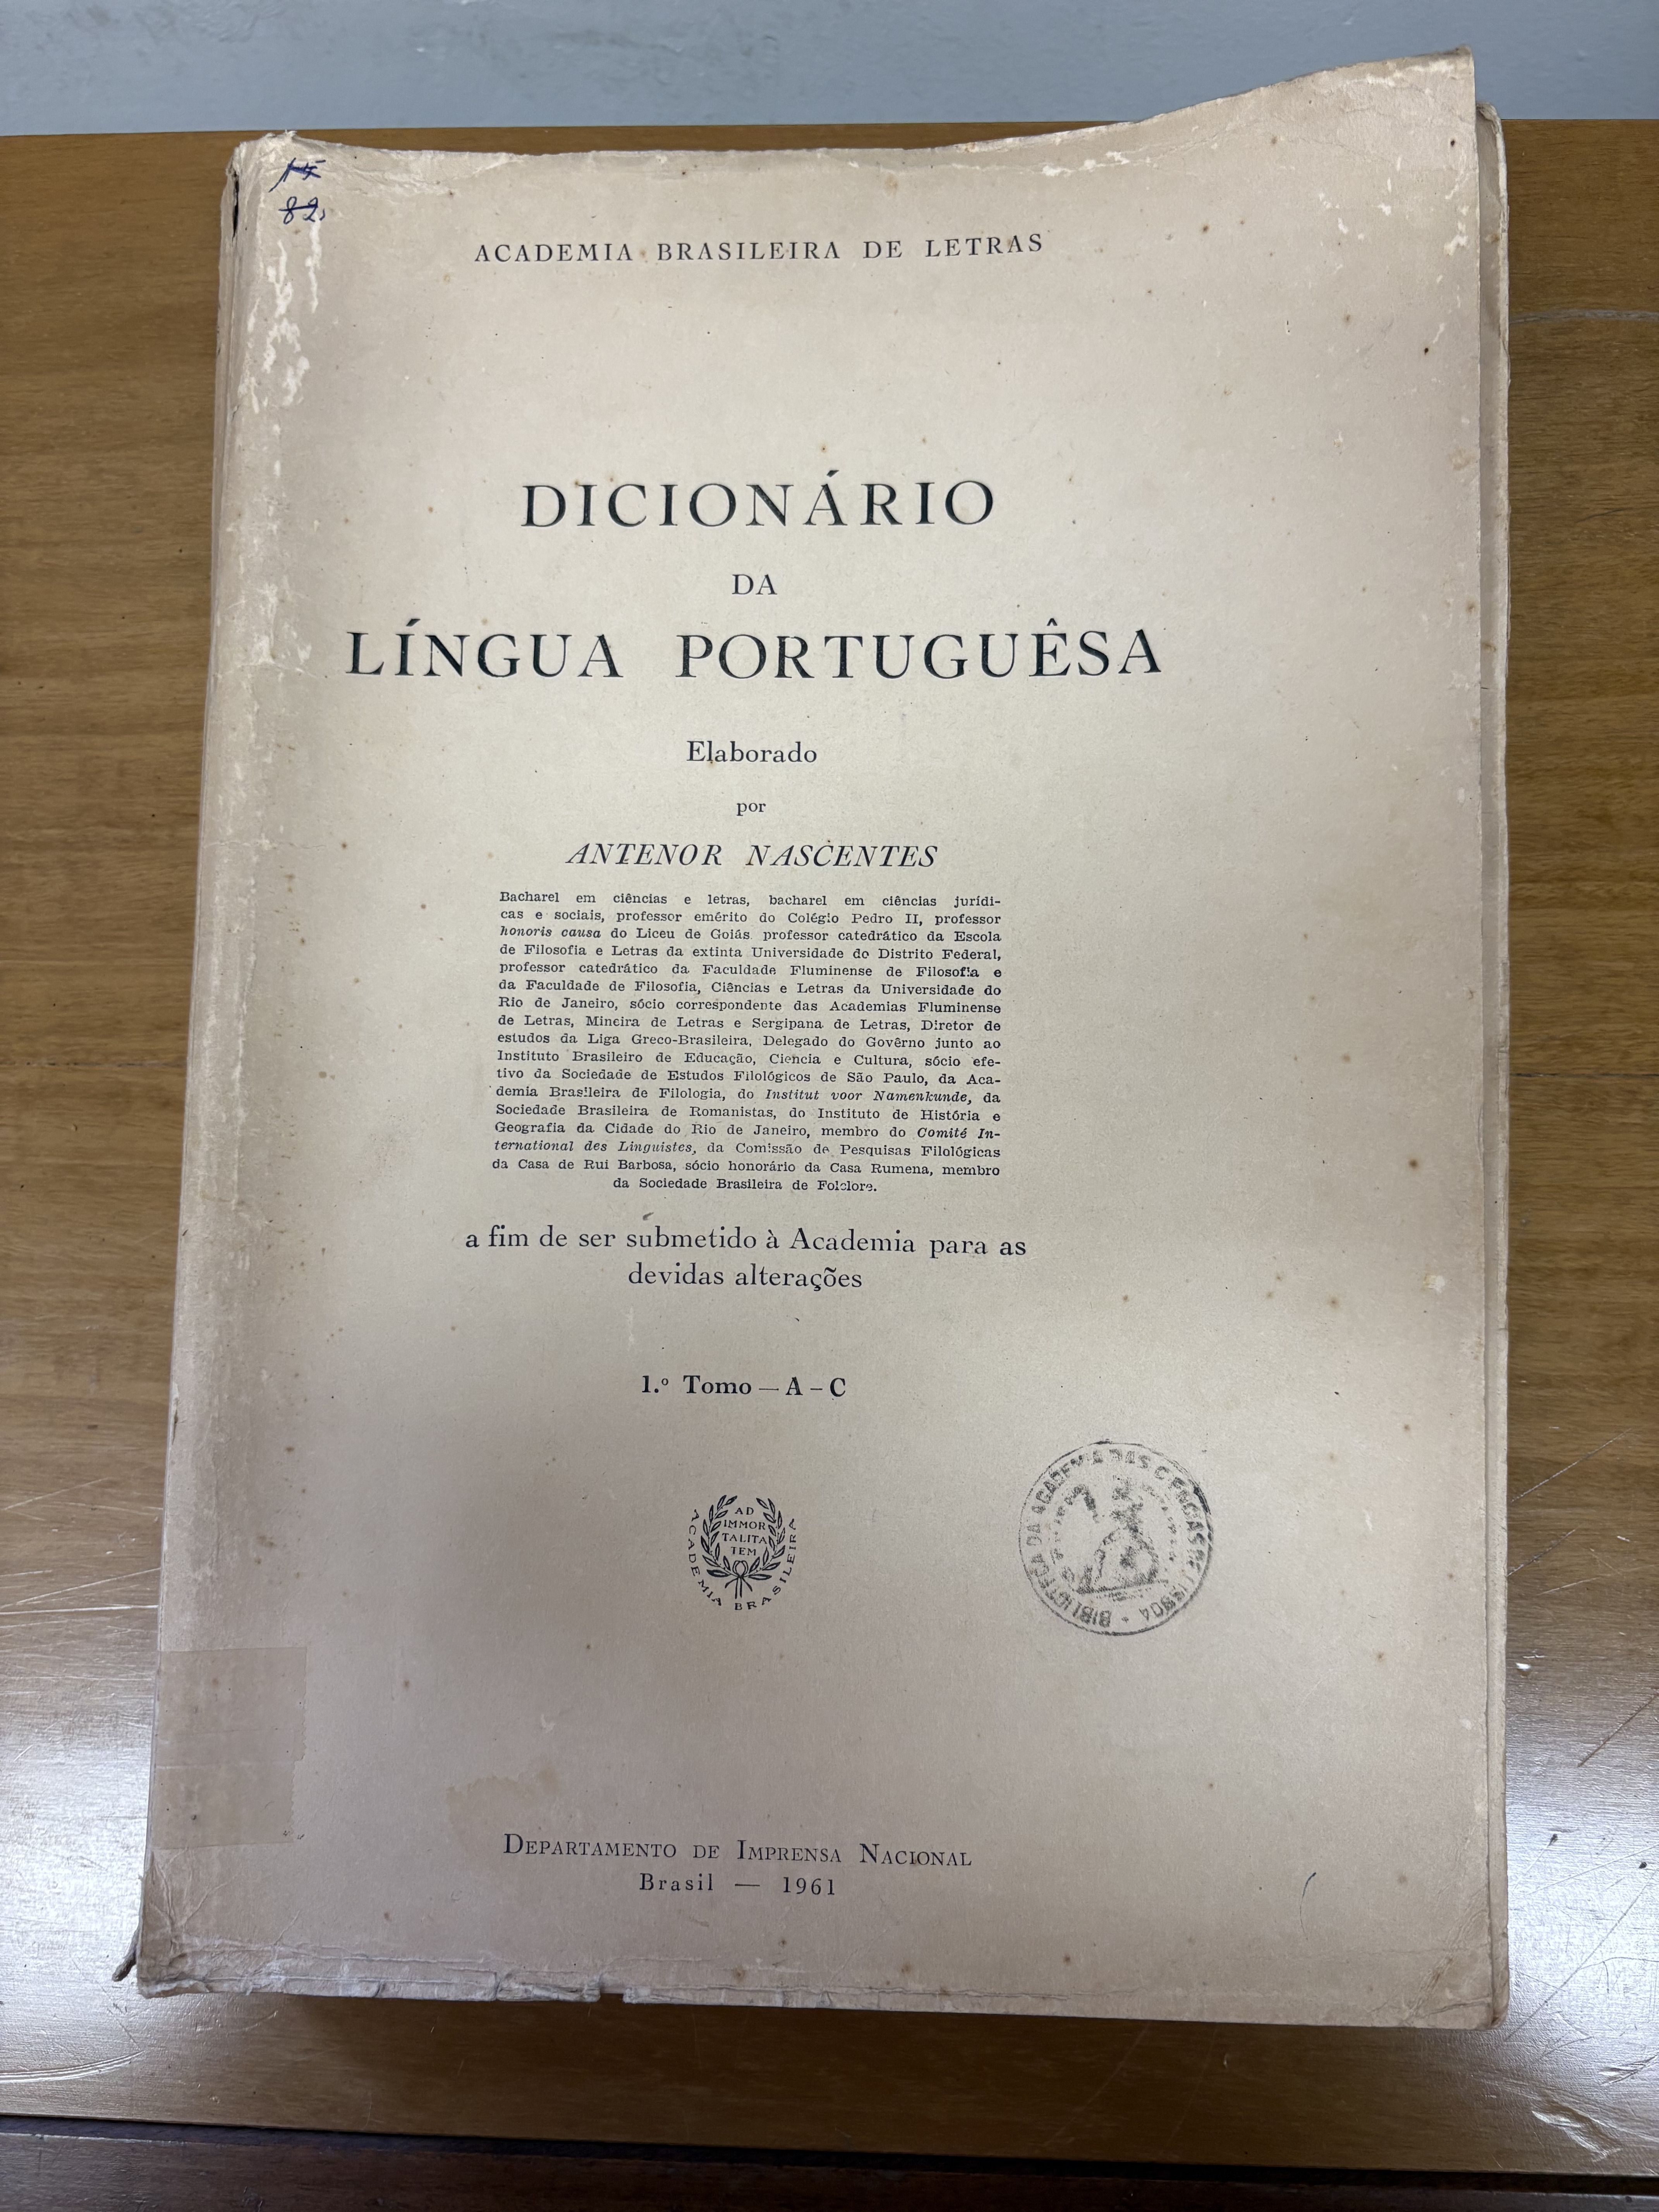 15
82
ACADEMIA BRASILEIRA DE LETRAS
DICIONÁRIO
DA
LÍNGUA PORTUGUÊSA
Elaborado
por
ANTENOR NASCENTES
Bacharel em ciências e letras, bacharel em ciências jurídi-
cas e sociais, professor emérito do Colégio Pedro II, professor
honoris causa do Liceu de Goiás professor catedrático da Escola
de Filosofia e Letras da extinta Universidade do Distrito Federal,
professor catedrático da Faculdade Fluminense de Filosofia e
da Faculdade de Filosofia, Ciências e Letras da Universidade do
Rio de Janeiro, sócio correspondente das Academias Fluminense
de Letras, Mineira de Letras e Sergipana de Letras, Diretor de
estudos da Liga Greco-Brasileira, Delegado do Govêrno junto ao
Instituto Brasileiro de Educação, Ciencia e Cultura, sócio efe-
tivo da Sociedade de Estudos Filológicos de São Paulo, da Aca-
demia Brasileira de Filologia, do Institut voor Namenkunde, da
Sociedade Brasileira de Romanistas, do Instituto de História e
Geografia da Cidade do Rio de Janeiro, membro do Comité In-
ternational des Linguistes, da Comissão de Pesquisas Filológicas
da Casa de Rui Barbosa, sócio honorário da Casa Rumena, membro
da Sociedade Brasileira de Folclore.
a fim de ser submetido à Academia para as
devidas alterações
1.º Tomo — A – C
AD
IMMOR
TALITA
TEM
ACADEMIA BRASILEIRA
BIBLIOTECA DA ACADEMIA DAS CIENCIAS
DEPARTAMENTO DE IMPRENSA NACIONAL
Brasil — 1961